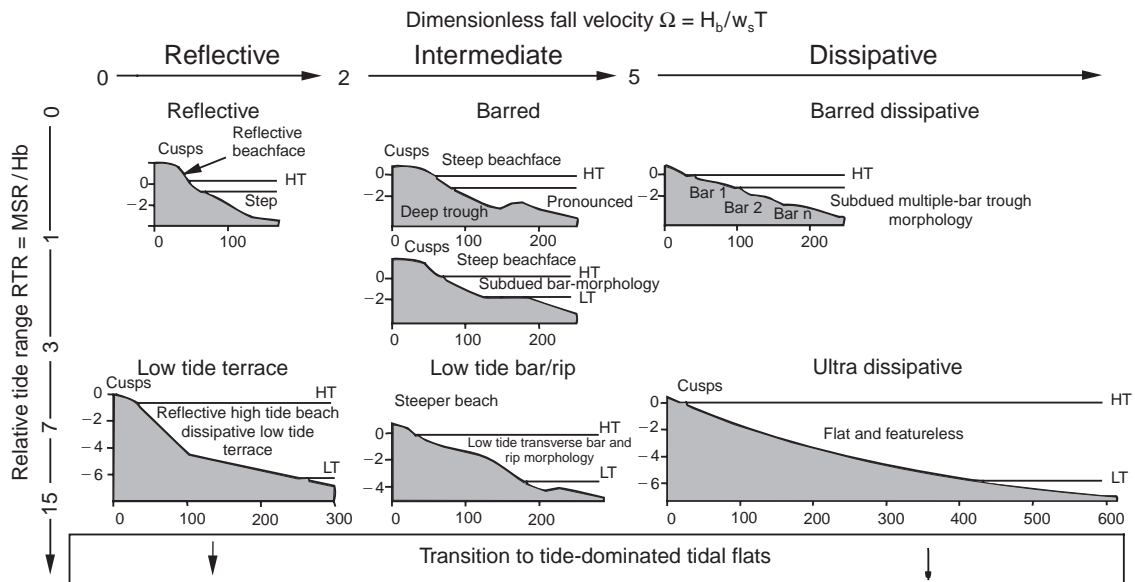 Dimensionless fall velocity Ω = Hb/wsT
Reflective
Intermediate
Dissipative
0
2
5
Relative tide range RTR = MSR/Hb
0
1
3
7
15
Reflective
Cusps
Reflective
beachface
HT
Step
0
−2
0
100
Barred
Cusps
Steep beachface
HT
Pronounced
Deep trough
0
−2
0
100
200
Cusps
Steep beachface
HT
Subdued bar-morphology
LT
0
−2
0
100
200
Barred dissipative
HT
Bar 1
Bar 2
Bar n
Subdued multiple-bar trough
morphology
0
−2
0
100
200
Low tide terrace
Cusps
HT
Reflective high tide beach
dissipative low tide
terrace
LT
0
−2
−4
−6
0
100
200
300
Low tide bar/rip
Steeper beach
HT
Low tide transverse bar and
rip morphology
LT
0
−2
−4
0
100
200
Ultra dissipative
Cusps
HT
Flat and featureless
LT
0
−2
−4
−6
0
100
200
300
400
500
600
Transition to tide-dominated tidal flats